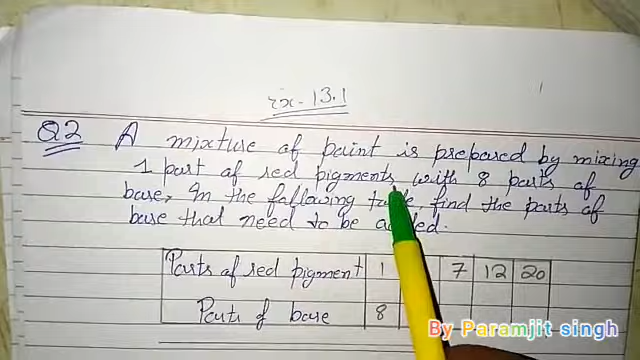 Ex-13.1
Q2 A mixture of paint is prepared by mixing
1 part of red pigments with 8 parts of
base, In the following table, find the parts of
base that need to be added.
Parts of red pigment 1 7 12 20
Parts of base 8
By Paramjit singh